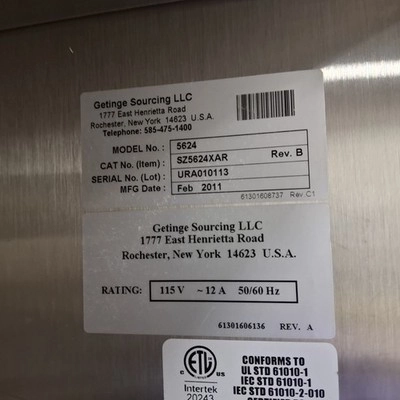 Getinge Sourcing LLC
1777 East Henrietta Road
Rochester, New York 14623 U.S.A.
Telephone: 585-475-1400
MODEL No. : 5624
CAT No. (Item) : SZ5624XAR Rev. B
SERIAL No. (Lot) : URA010113
MFG Date : Feb 2011
61301608737 Rev. C1
Getinge Sourcing LLC
1777 East Henrietta Road
Rochester, New York 14623 U.S.A.
RATING: 115 V ~ 12 A 50/60 Hz
61301606136 REV. A
ETL
C US
Intertek
20243
CONFORMS TO
UL STD 61010-1
IEC STD 61010-1
IEC STD 61010-2-010